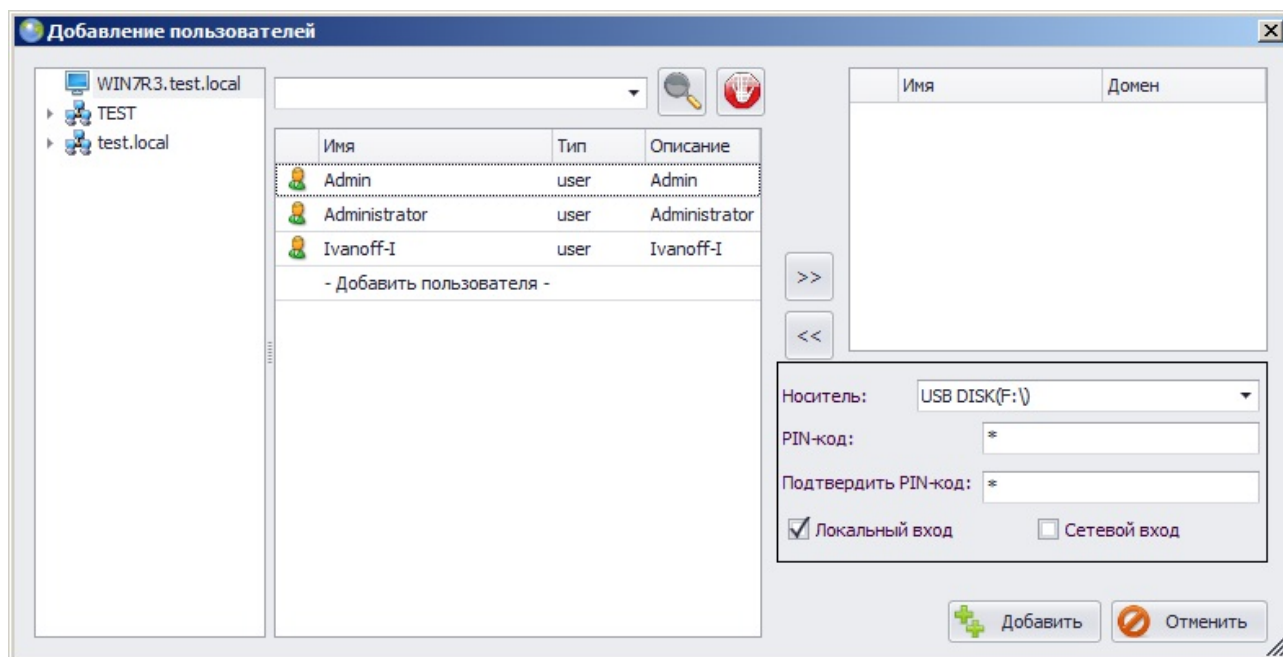 Добавление пользователей
WIN7R3.test.local
TEST
test.local
Имя Тип Описание
Admin user Admin
Administrator user Administrator
Ivanoff-I user Ivanoff-I
- Добавить пользователя -
>>
<<
Имя Домен
Носитель: USB DISK(F:\)
PIN-код: *
Подтвердить PIN-код: *
Локальный вход Сетевой вход
Добавить Отменить